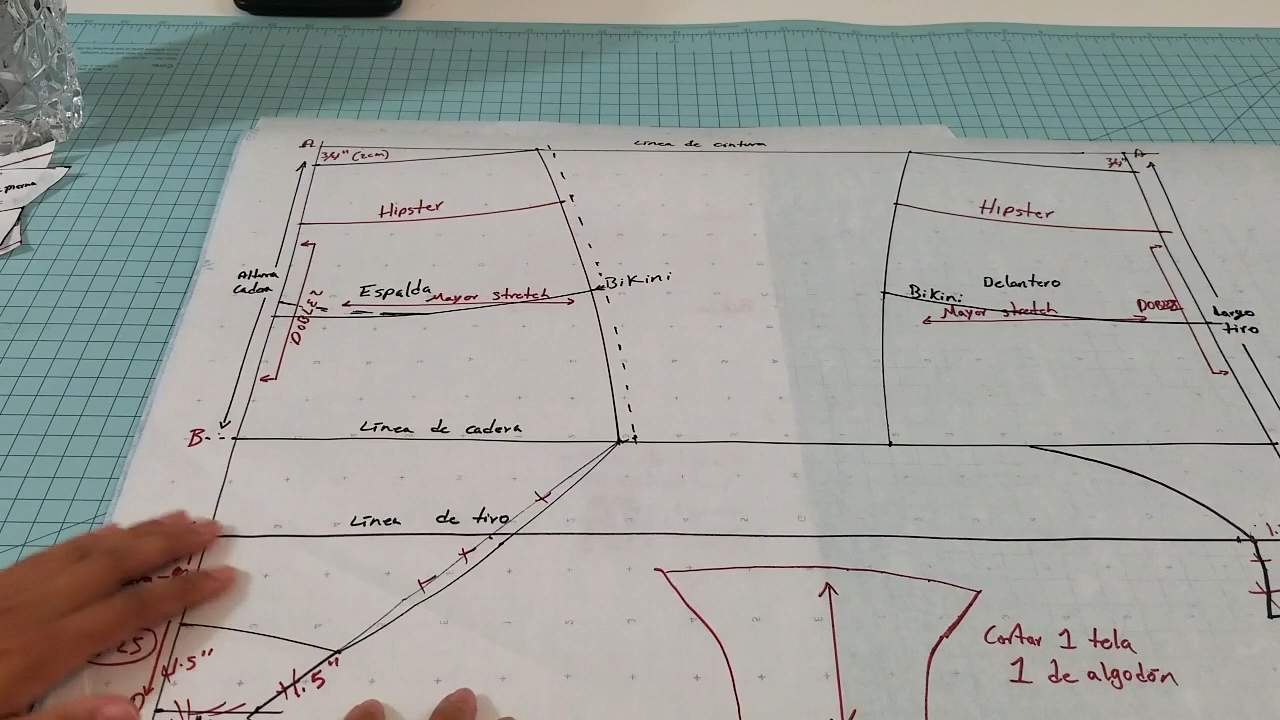 A
3/4" (2cm)
Línea de cintura
3/4"
A
Hipster
Hipster
Altura
cadera
Espalda
Mayor stretch
Bikini
DOBLEZ
Delantero
Bikini
Mayor stretch
DOBLEZ
Largo
tiro
B
Línea de cadera
Línea de tiro
1.5"
1.5"
Cortar 1 tela
1 de algodón